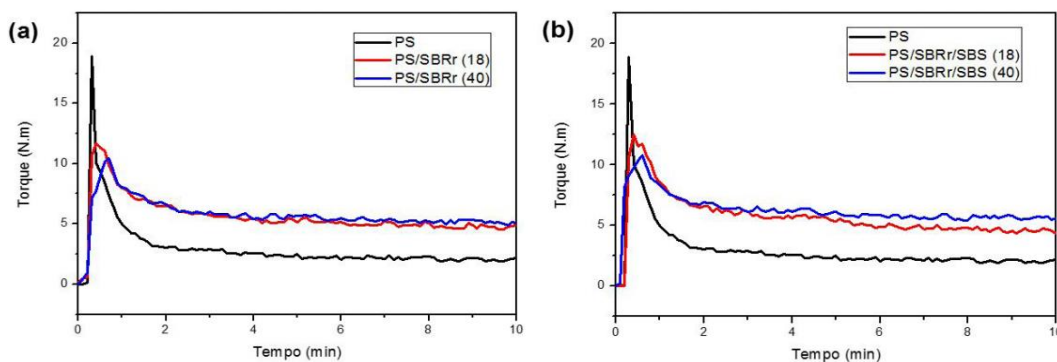 (a)
PS
PS/SBRr (18)
PS/SBRr (40)
Torque (N.m)
20
15
10
5
0
0 2 4 6 8 10
Tempo (min)
(b)
PS
PS/SBRr/SBS (18)
PS/SBRr/SBS (40)
Torque (N.m)
20
15
10
5
0
0 2 4 6 8 10
Tempo (min)